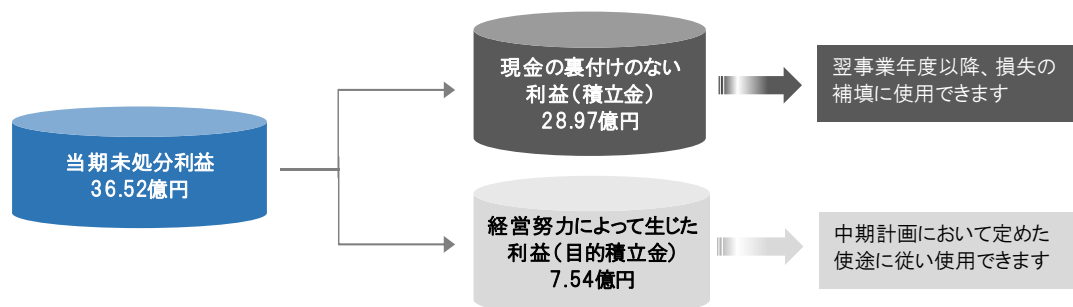 当期未処分利益
36.52億円
現金の裏付けのない
利益(積立金)
28.97億円
翌事業年度以降、損失の
補填に使用できます
経営努力によって生じた
利益(目的積立金)
7.54億円
中期計画において定めた
使途に従い使用できます